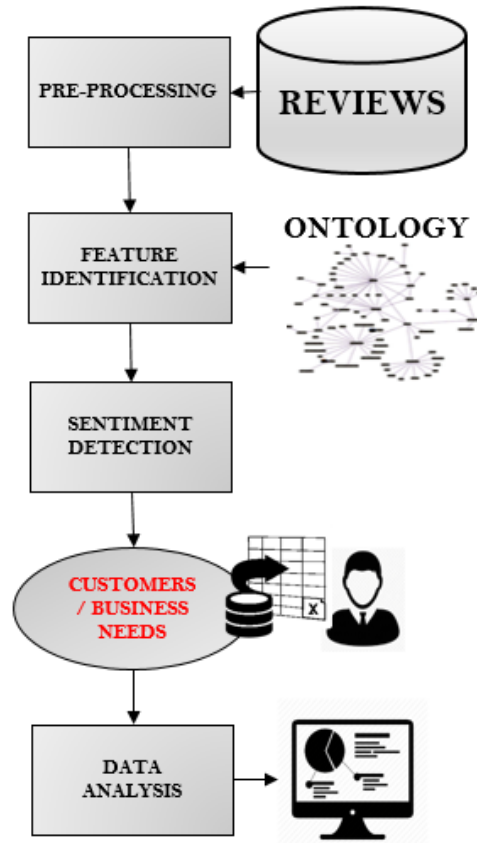 PRE-PROCESSING
REVIEWS
ONTOLOGY
FEATURE
IDENTIFICATION
SENTIMENT
DETECTION
CUSTOMERS
/ BUSINESS
NEEDS
X
DATA
ANALYSIS